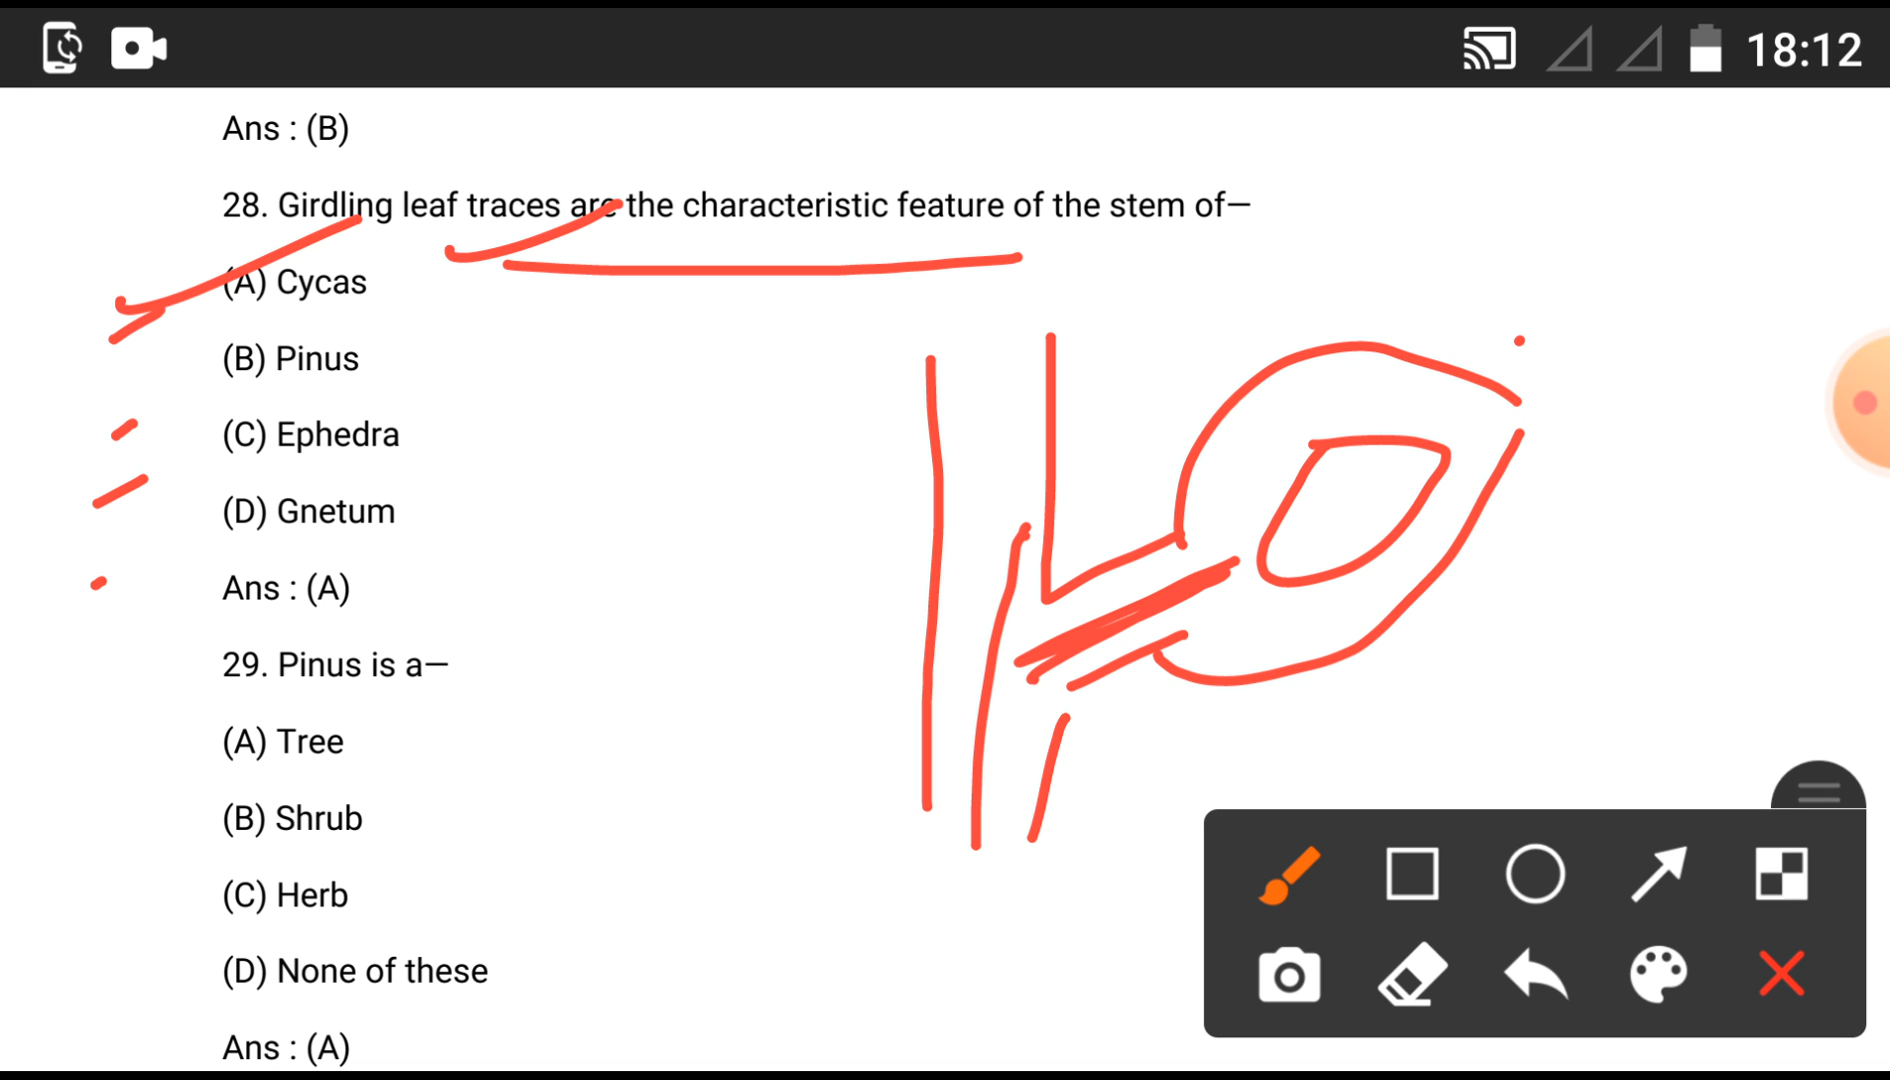 18:12
Ans : (B)
28. Girdling leaf traces are the characteristic feature of the stem of—
(A) Cycas
(B) Pinus
(C) Ephedra
(D) Gnetum
Ans : (A)
29. Pinus is a—
(A) Tree
(B) Shrub
(C) Herb
(D) None of these
Ans : (A)